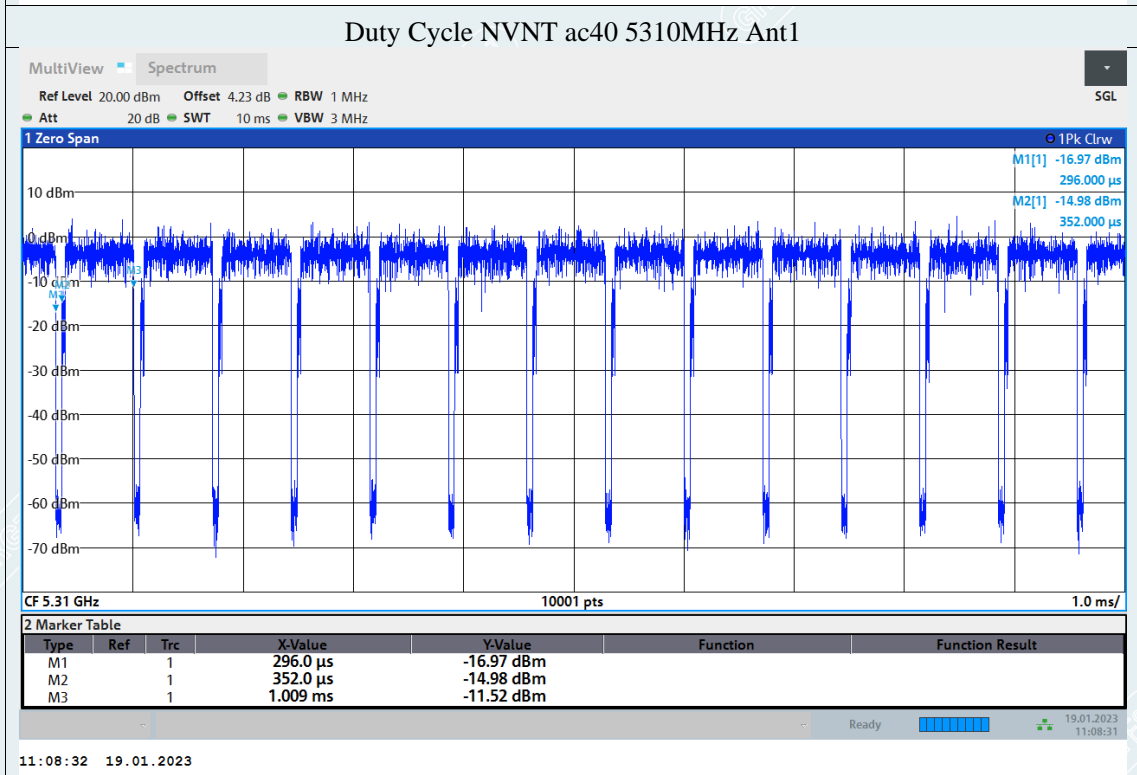 Duty Cycle NVNT ac40 5310MHz Ant1
MultiView Spectrum
Ref Level 20.00 dBm Offset 4.23 dB RBW 1 MHz SGL
Att 20 dB SWT 10 ms VBW 3 MHz
1 Zero Span 1Pk Clrw
M1[1] -16.97 dBm
296.000 µs
M2[1] -14.98 dBm
352.000 µs
10 dBm
0 dBm
M3
-10 dBm
M2
M1
-20 dBm
-30 dBm
-40 dBm
-50 dBm
-60 dBm
-70 dBm
CF 5.31 GHz 10001 pts 1.0 ms/
2 Marker Table
Type Ref Trc X-Value Y-Value Function Function Result
M1 1 296.0 µs -16.97 dBm
M2 1 352.0 µs -14.98 dBm
M3 1 1.009 ms -11.52 dBm
Ready 19.01.2023
11:08:31
11:08:32 19.01.2023